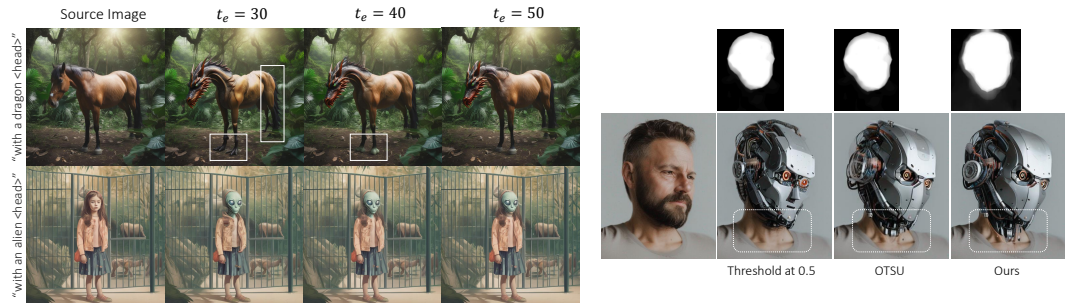 Source Image
t_e = 30
t_e = 40
t_e = 50
"with a dragon <head>"
"with an alien <head>"
Threshold at 0.5
OTSU
Ours